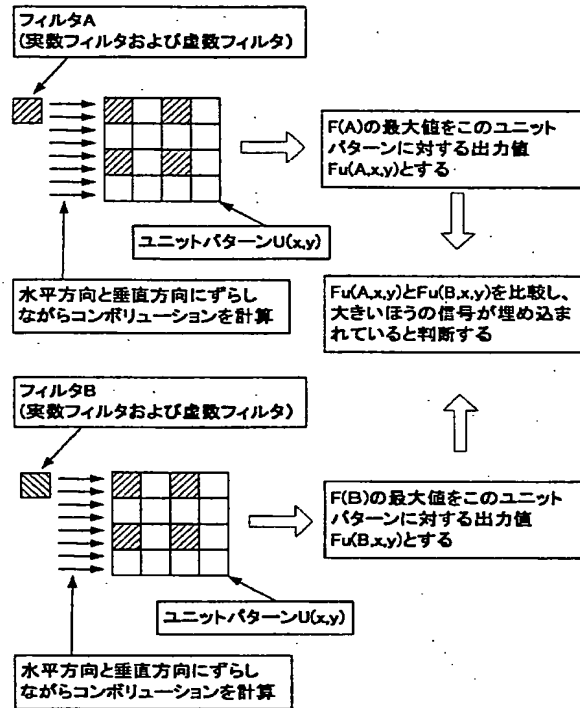 フィルタA
(実数フィルタおよび虚数フィルタ)
F(A)の最大値をこのユニット
パターンに対する出力値
Fu(A,x,y)とする
ユニットパターンU(x,y)
水平方向と垂直方向にずらし
ながらコンボリューションを計算
Fu(A,x,y)とFu(B,x,y)を比較し、
大きいほうの信号が埋め込ま
れていると判断する
フィルタB
(実数フィルタおよび虚数フィルタ)
F(B)の最大値をこのユニット
パターンに対する出力値
Fu(B,x,y)とする
ユニットパターンU(x,y)
水平方向と垂直方向にずらし
ながらコンボリューションを計算